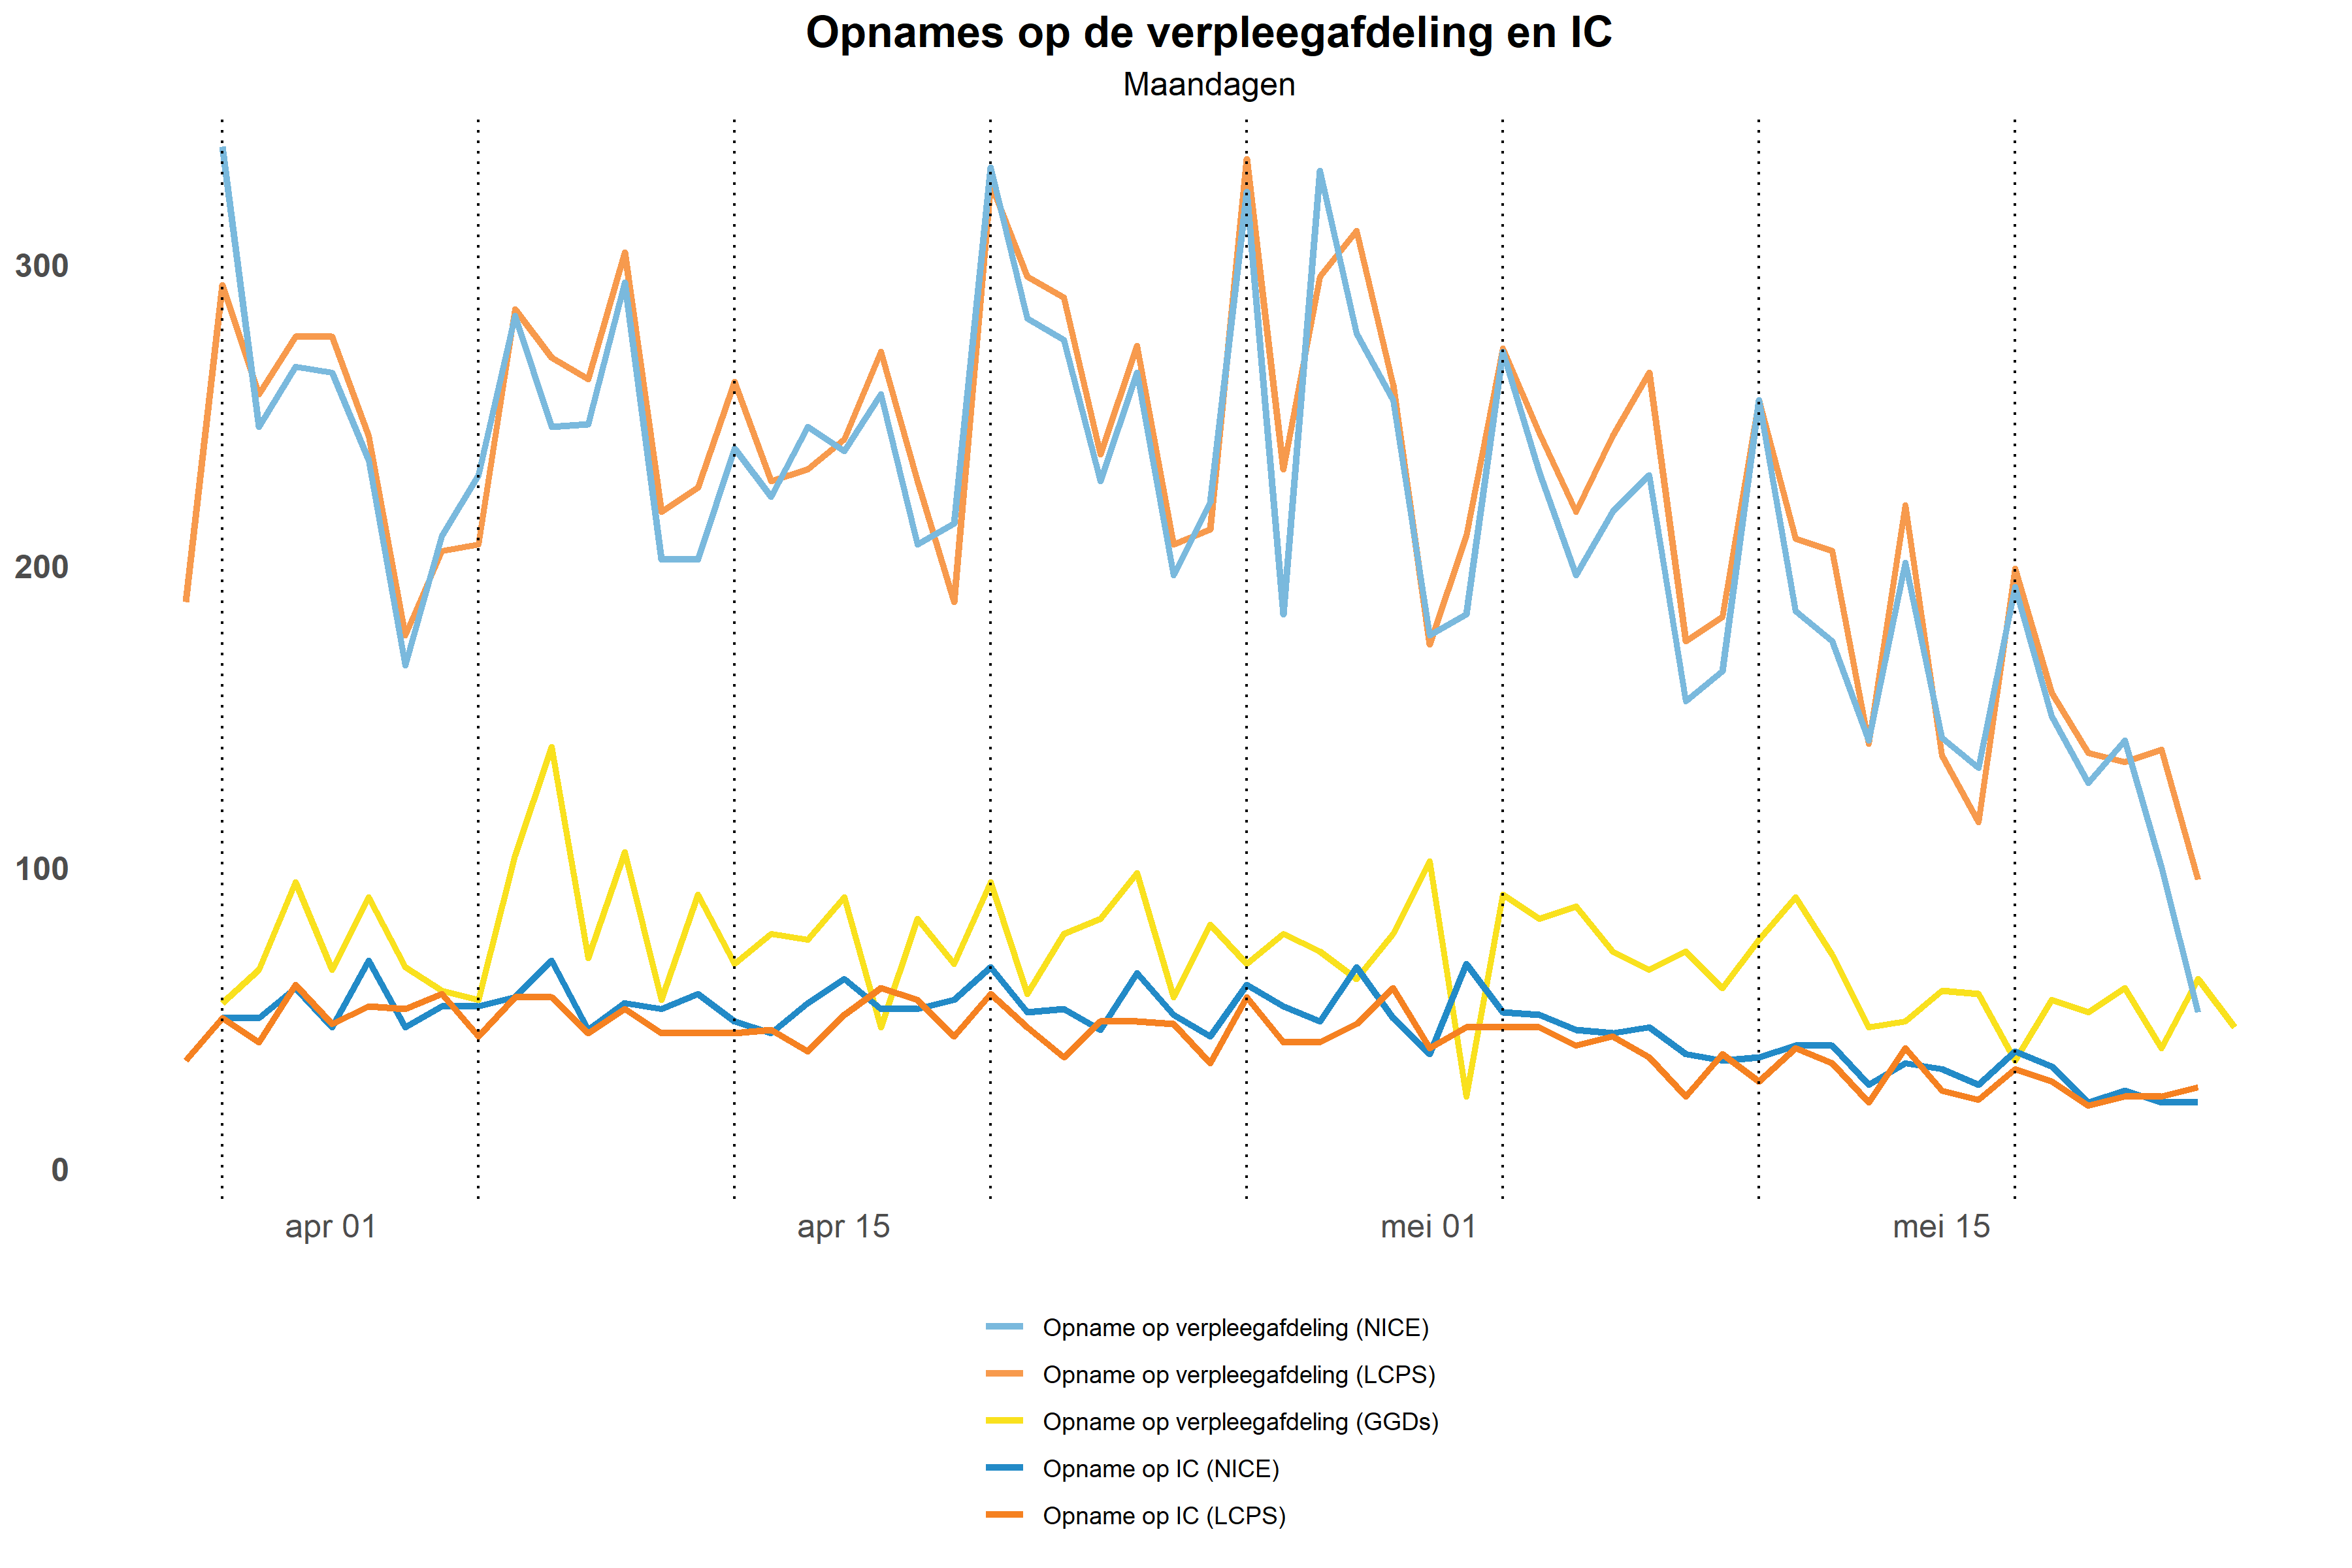 Opnames op de verpleegafdeling en IC
Maandagen
300
200
100
0
apr 01
apr 15
mei 01
mei 15
Opname op verpleegafdeling (NICE)
Opname op verpleegafdeling (LCPS)
Opname op verpleegafdeling (GGDs)
Opname op IC (NICE)
Opname op IC (LCPS)